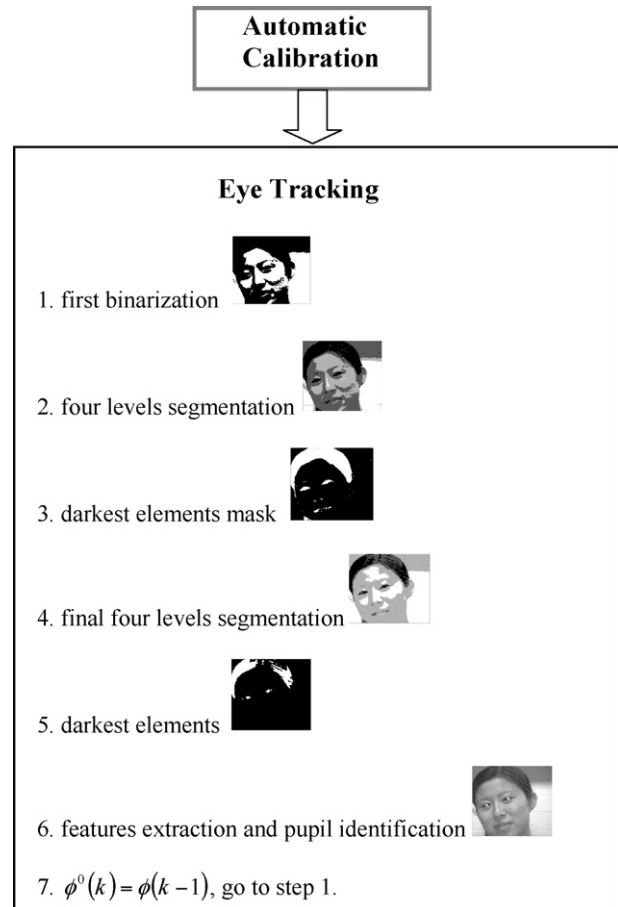 Automatic
Calibration
Eye Tracking
1. first binarization
2. four levels segmentation
3. darkest elements mask
4. final four levels segmentation
5. darkest elements
6. features extraction and pupil identification
7. ϕ⁰(k) = ϕ(k − 1), go to step 1.